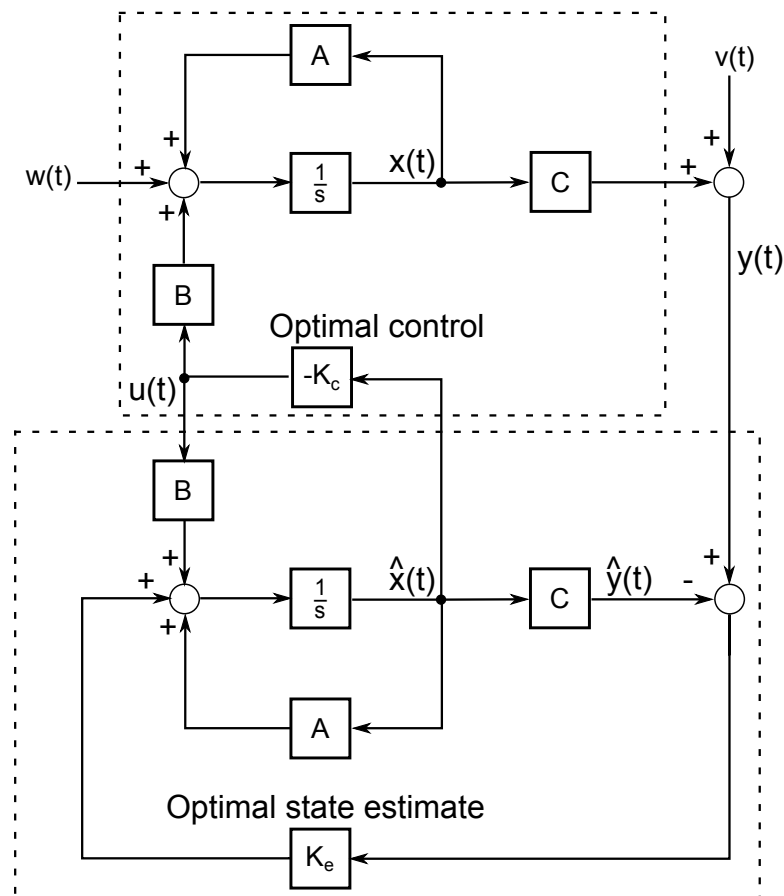 A
v(t)
+
+
w(t)
+
1/s
x(t)
C
+
+
y(t)
B
Optimal control
-K_c
u(t)
B
+
+
+
1/s
x̂(t)
C
ŷ(t)
-
+
A
Optimal state estimate
K_e